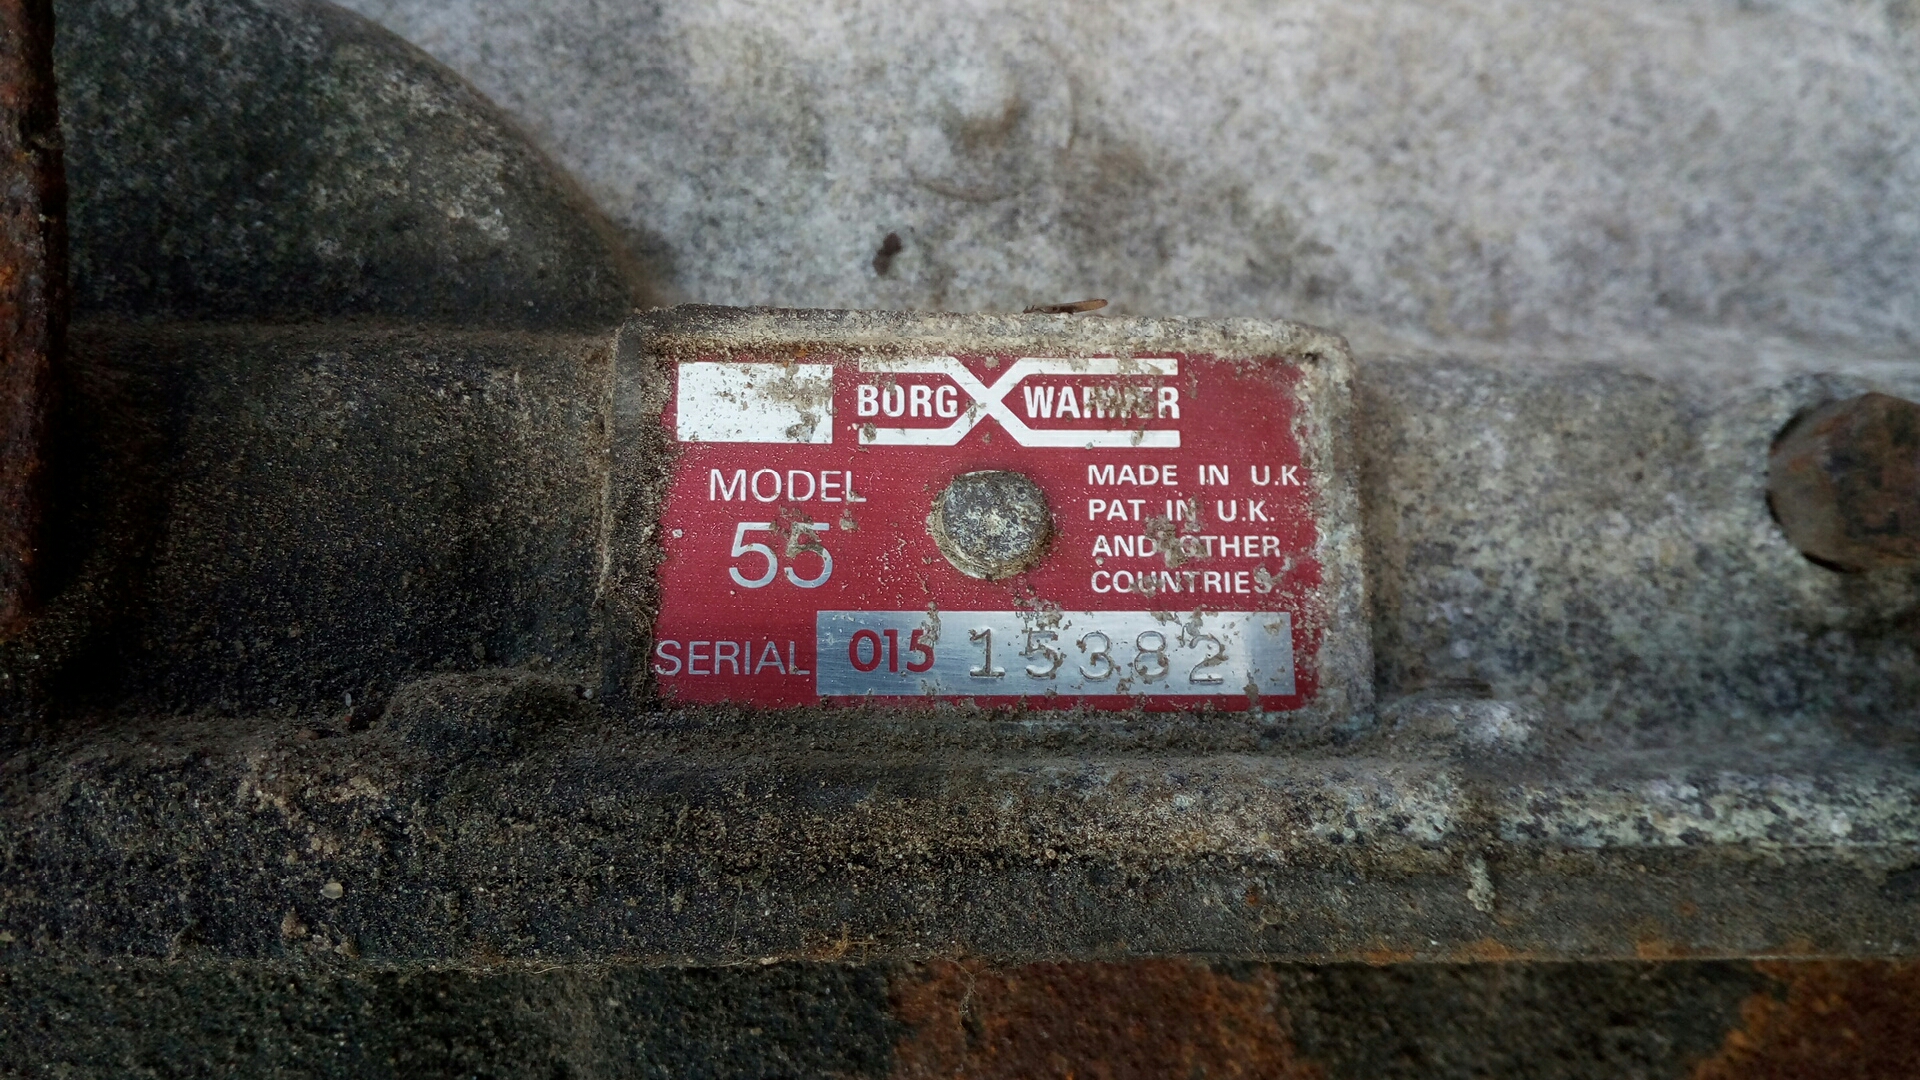 BORG WARNER
MODEL
55
MADE IN U.K.
PAT. IN U.K.
AND OTHER
COUNTRIES.
SERIAL 015 15382